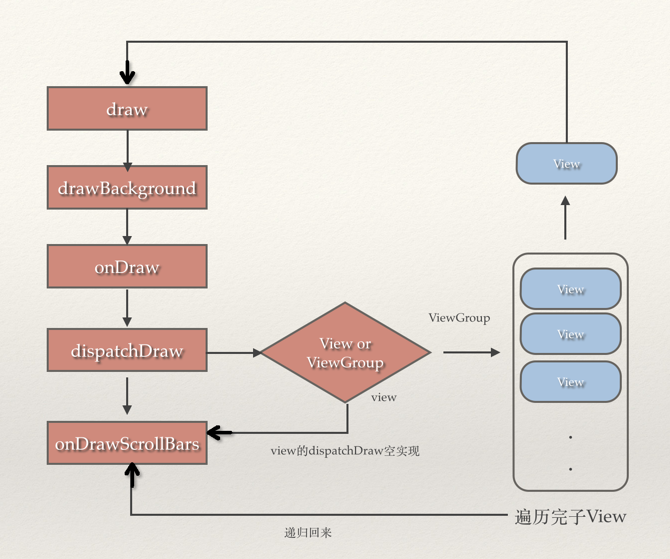 draw
View
drawBackground
onDraw
View
View
View
ViewGroup
dispatchDraw
View or
ViewGroup
view
onDrawScrollBars
view的dispatchDraw空实现
.
.
遍历完子View
递归回来